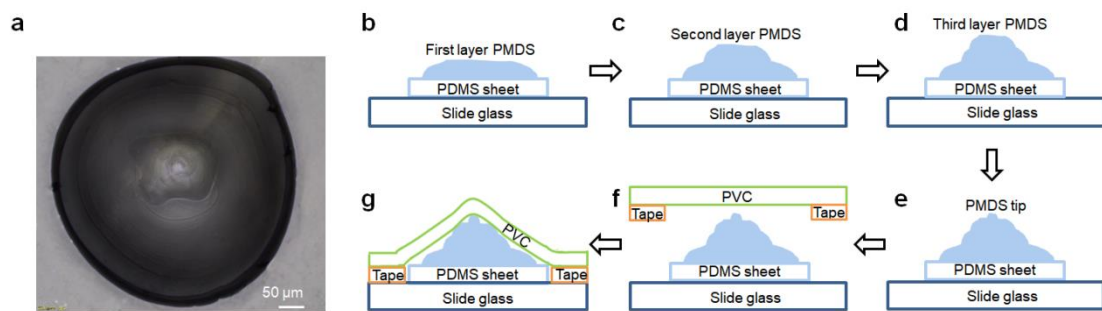 a
50 µm
b
First layer PMDS
PDMS sheet
Slide glass
c
Second layer PMDS
PDMS sheet
Slide glass
d
Third layer PMDS
PDMS sheet
Slide glass
g
PVC
Tape
PDMS sheet
Tape
Slide glass
f
PVC
Tape
Tape
PDMS sheet
Slide glass
e
PMDS tip
PDMS sheet
Slide glass